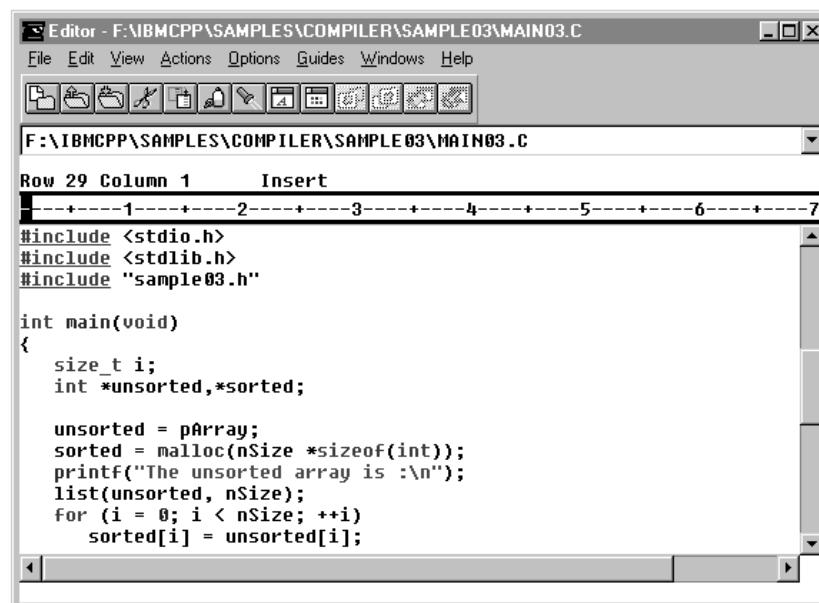 Editor - F:\IBMCPP\SAMPLES\COMPILER\SAMPLE03\MAIN03.C
File Edit View Actions Options Guides Windows Help
F:\IBMCPP\SAMPLES\COMPILER\SAMPLE03\MAIN03.C
Row 29 Column 1 Insert
----+----1----+----2----+----3----+----4----+----5----+----6----+----7
#include <stdio.h>
#include <stdlib.h>
#include "sample03.h"
int main(void)
{
size_t i;
int *unsorted,*sorted;
unsorted = pArray;
sorted = malloc(nSize *sizeof(int));
printf("The unsorted array is :\n");
list(unsorted, nSize);
for (i = 0; i < nSize; ++i)
sorted[i] = unsorted[i];